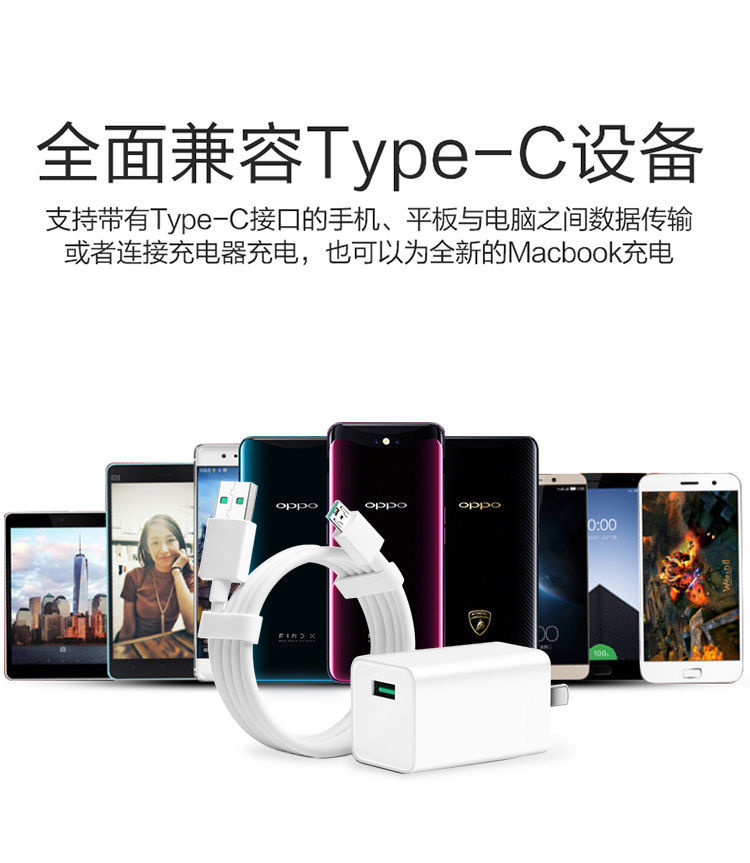 全面兼容Type-C设备
支持带有Type-C接口的手机、平板与电脑之间数据传输
或者连接充电器充电，也可以为全新的Macbook充电
oppo
oppo
oppo
FIND X
0:00
100%